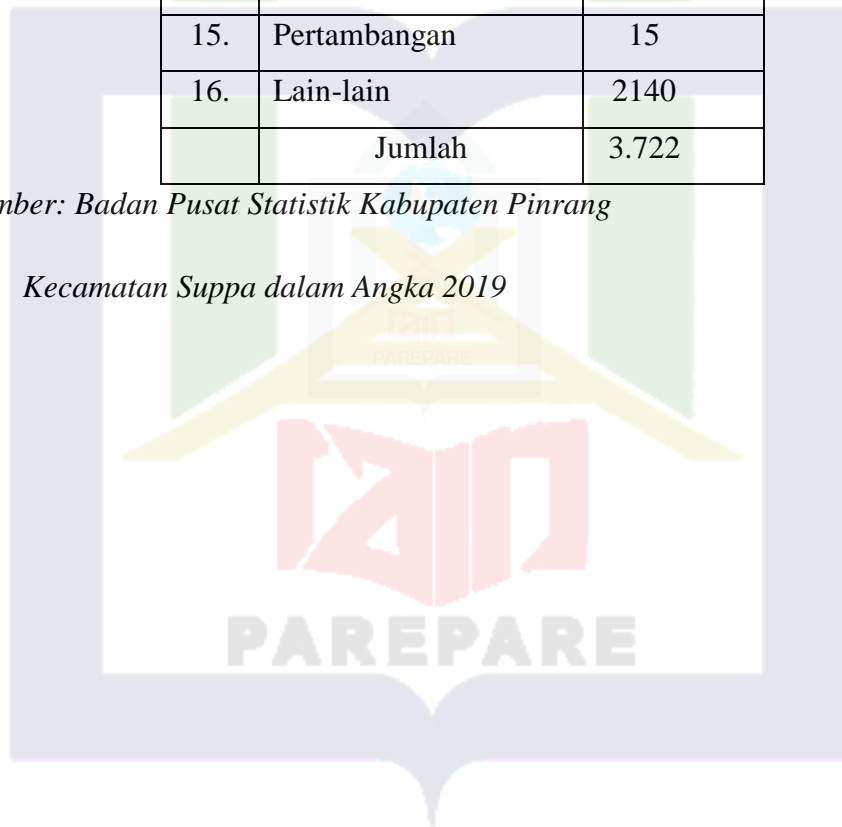 15. Pertambangan 15
16. Lain-lain 2140
Jumlah 3.722
mber: Badan Pusat Statistik Kabupaten Pinrang
Kecamatan Suppa dalam Angka 2019
PAREPARE
PAREPARE